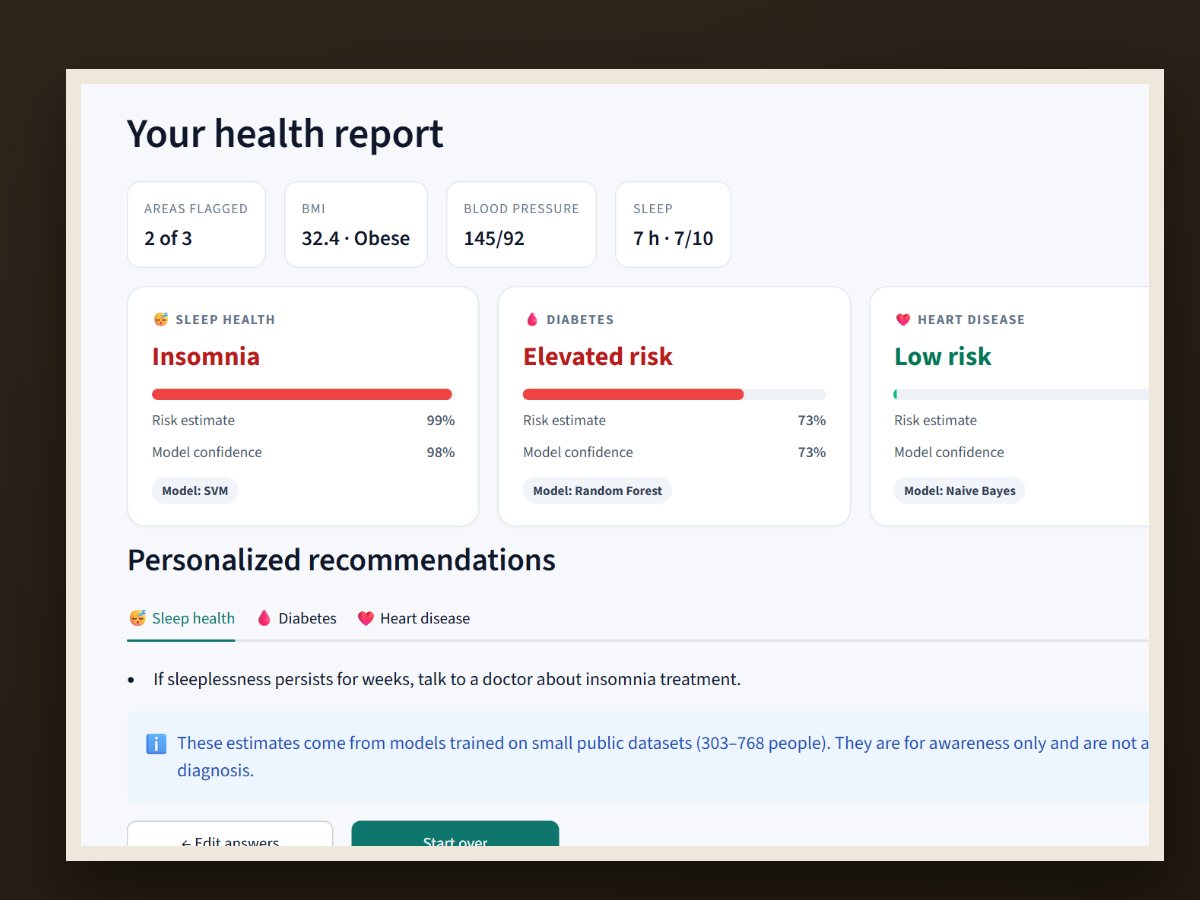 Your health report
AREAS FLAGGED
2 of 3
BMI
32.4 · Obese
BLOOD PRESSURE
145/92
SLEEP
7 h · 7/10
SLEEP HEALTH
Insomnia
Risk estimate 99%
Model confidence 98%
Model: SVM
DIABETES
Elevated risk
Risk estimate 73%
Model confidence 73%
Model: Random Forest
HEART DISEASE
Low risk
Risk estimate
Model confidence
Model: Naive Bayes
Personalized recommendations
Sleep health Diabetes Heart disease
• If sleeplessness persists for weeks, talk to a doctor about insomnia treatment.
These estimates come from models trained on small public datasets (303–768 people). They are for awareness only and are not a
diagnosis.
← Edit answers Start over